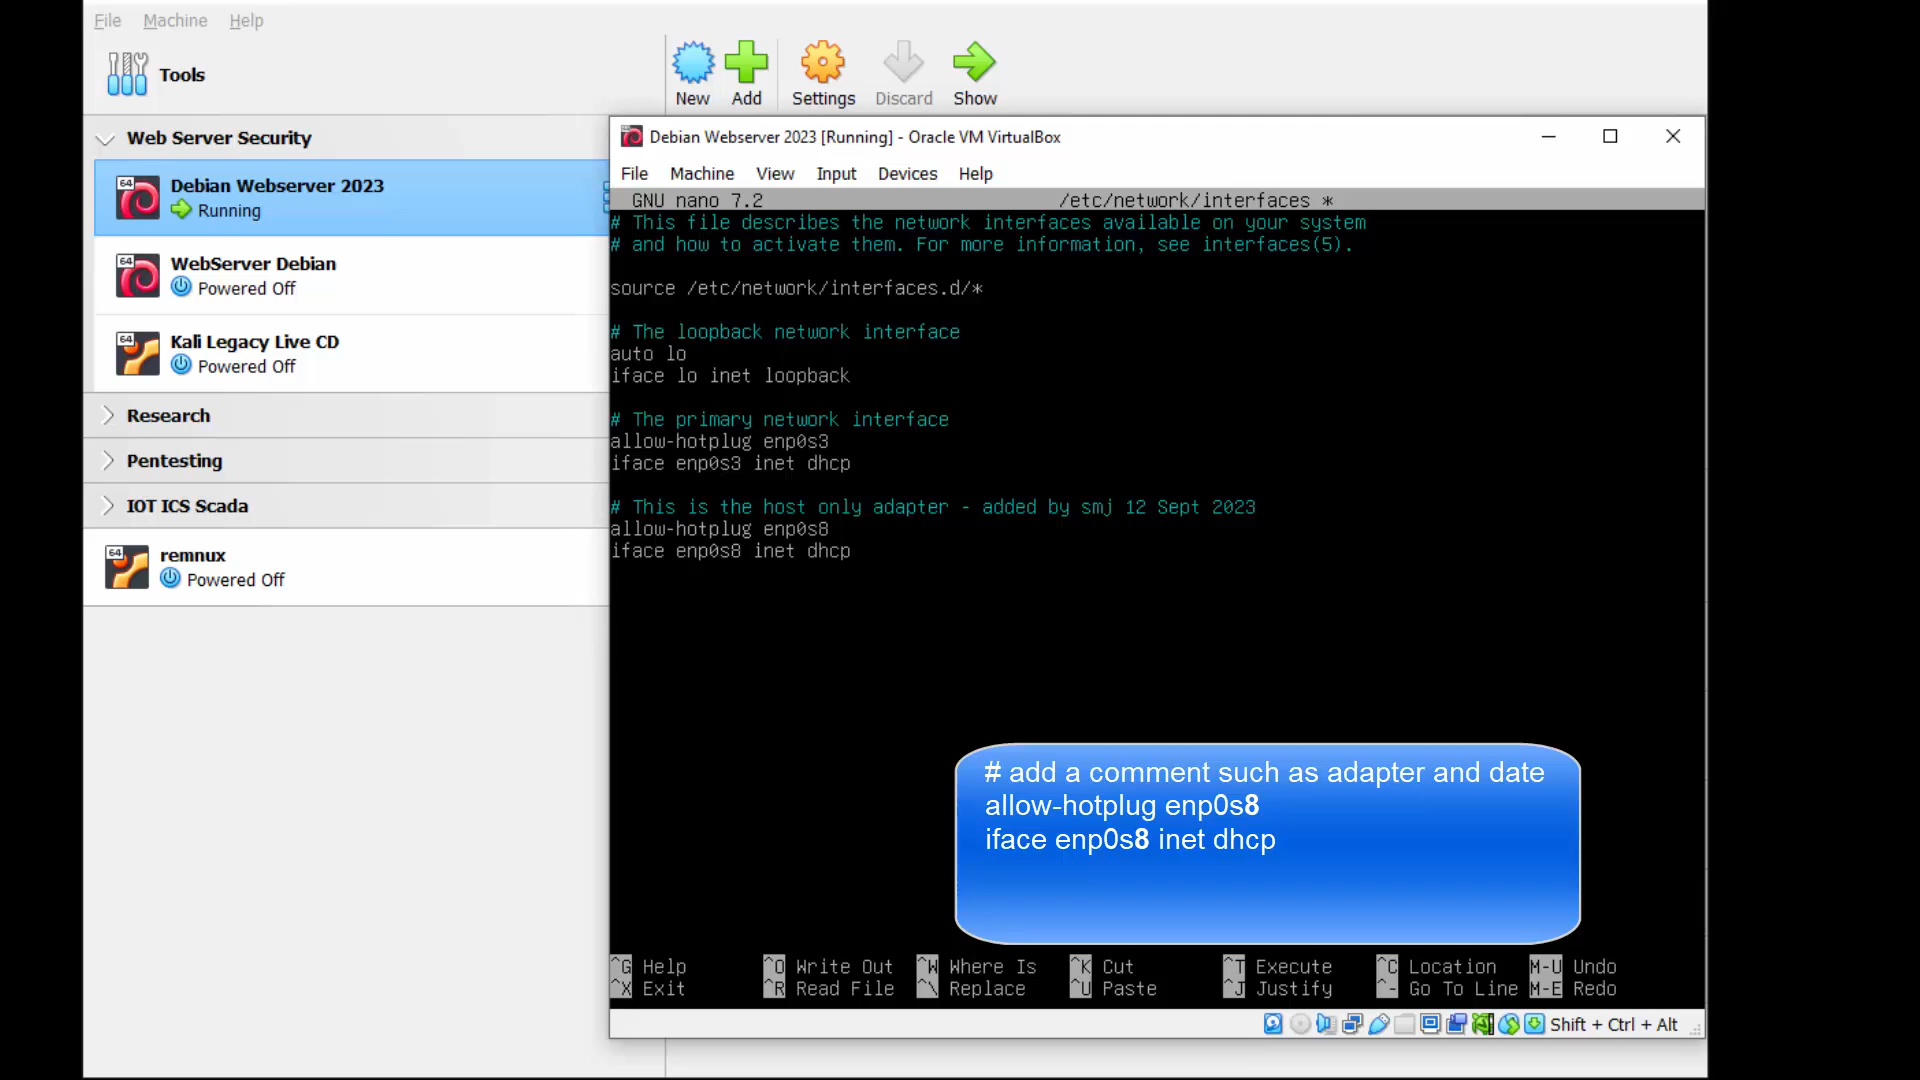 File Machine Help
Tools
New Add Settings Discard Show
Web Server Security
64 Debian Webserver 2023
Running
64 WebServer Debian
Powered Off
64 Kali Legacy Live CD
Powered Off
Research
Pentesting
IOT ICS Scada
64 remnux
Powered Off
Debian Webserver 2023 [Running] - Oracle VM VirtualBox
File Machine View Input Devices Help
GNU nano 7.2 /etc/network/interfaces *
# This file describes the network interfaces available on your system
# and how to activate them. For more information, see interfaces(5).
source /etc/network/interfaces.d/*
# The loopback network interface
auto lo
iface lo inet loopback
# The primary network interface
allow-hotplug enp0s3
iface enp0s3 inet dhcp
# This is the host only adapter - added by smj 12 Sept 2023
allow-hotplug enp0s8
iface enp0s8 inet dhcp
# add a comment such as adapter and date
allow-hotplug enp0s8
iface enp0s8 inet dhcp
^G Help ^O Write Out ^W Where Is ^K Cut ^T Execute ^C Location M-U Undo
^X Exit ^R Read File ^\ Replace ^U Paste ^J Justify ^- Go To Line M-E Redo
Shift + Ctrl + Alt